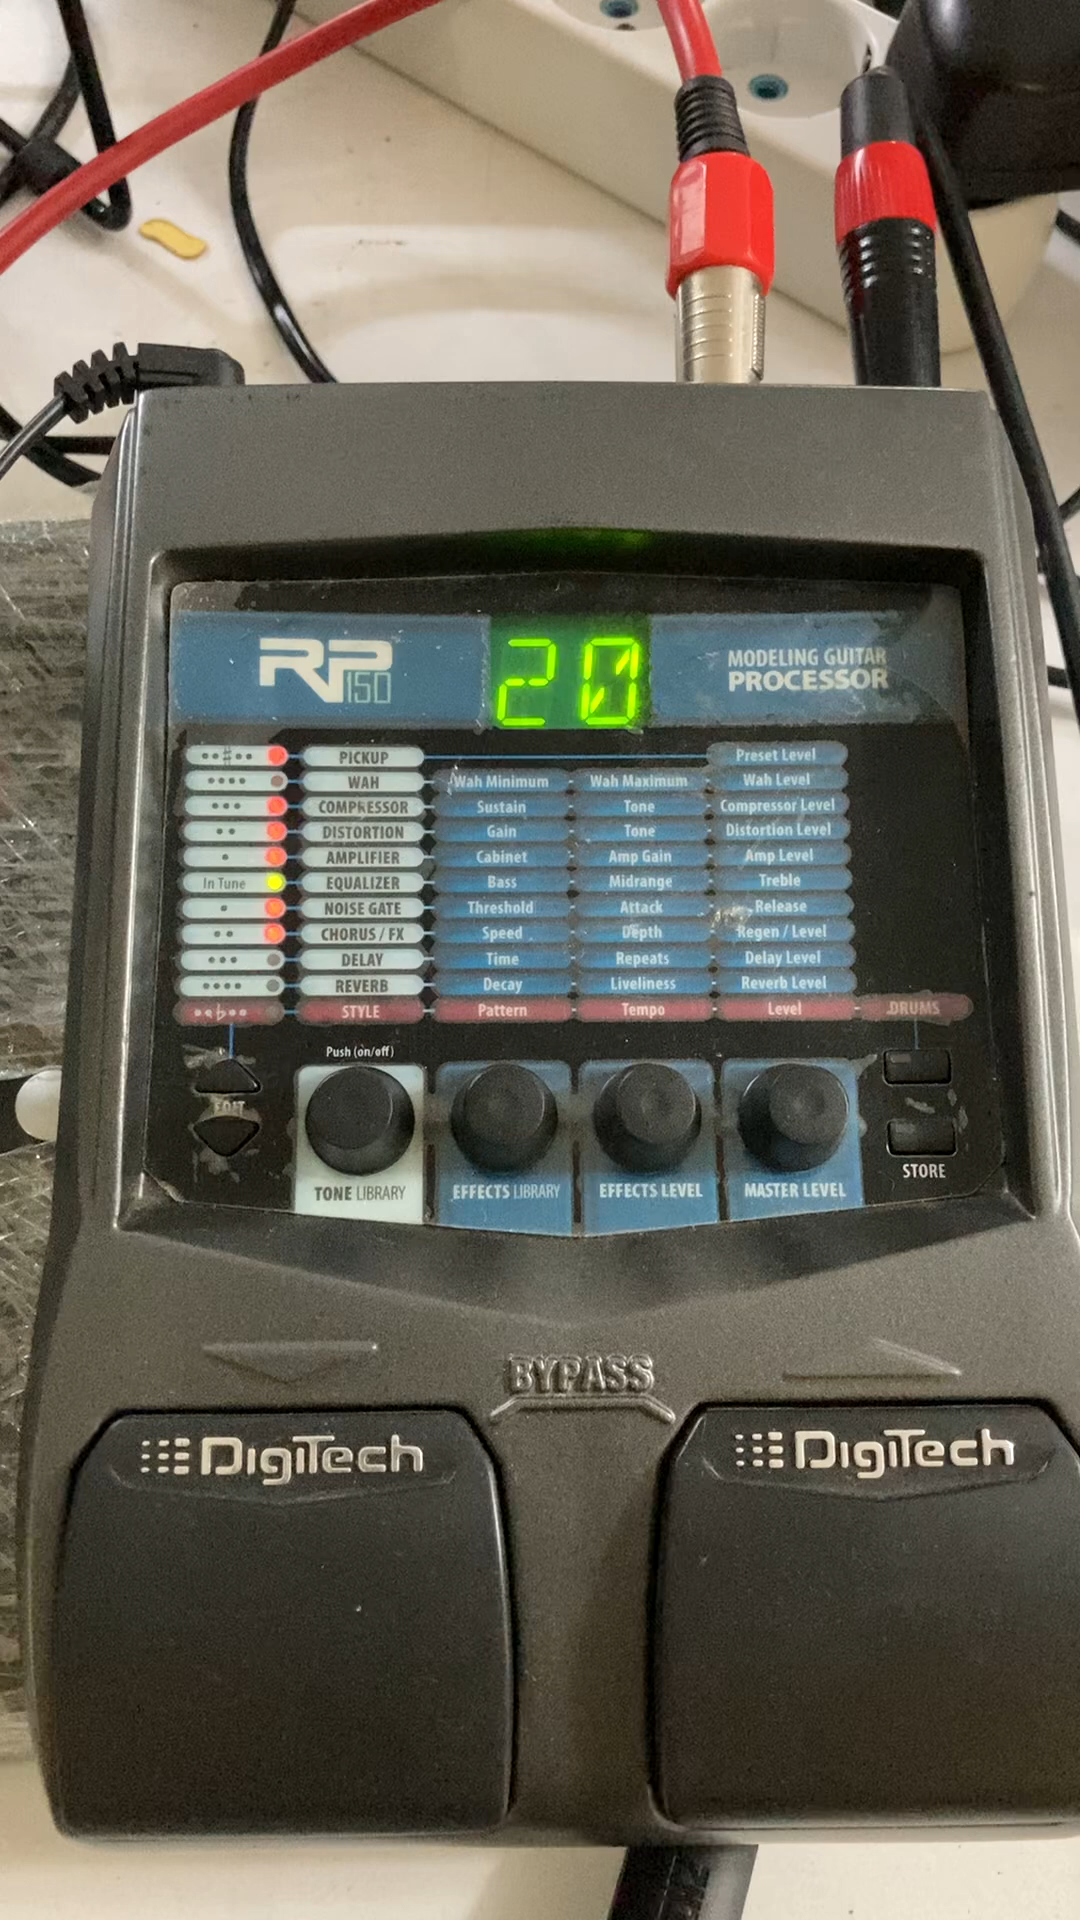 RP150
20
MODELING GUITAR
PROCESSOR
PICKUP Preset Level
WAH Wah Minimum Wah Maximum Wah Level
COMPRESSOR Sustain Tone Compressor Level
DISTORTION Gain Tone Distortion Level
AMPLIFIER Cabinet Amp Gain Amp Level
In Tune EQUALIZER Bass Midrange Treble
NOISE GATE Threshold Attack Release
CHORUS / FX Speed Depth Regen / Level
DELAY Time Repeats Delay Level
REVERB Decay Liveliness Reverb Level
STYLE Pattern Tempo Level DRUMS
Push (on/off)
EDIT
STORE
TONE LIBRARY EFFECTS LIBRARY EFFECTS LEVEL MASTER LEVEL
BYPASS
DigiTech DigiTech